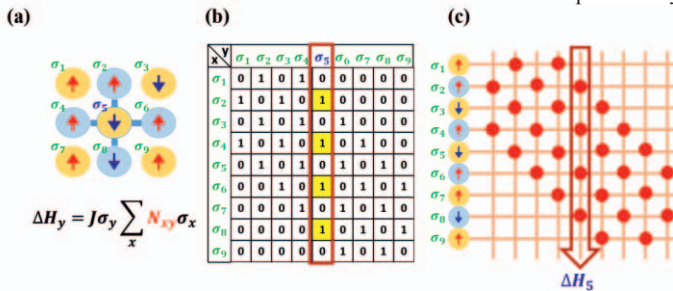 (a)
σ1 σ2 σ3
σ4 σ5 σ6
σ7 σ8 σ9
ΔH_y = Jσ_y ∑_x N_xy σ_x
(b)
x y σ1 σ2 σ3 σ4 σ5 σ6 σ7 σ8 σ9
σ1 0 1 0 1 0 0 0 0 0
σ2 1 0 1 0 1 0 0 0 0
σ3 0 1 0 1 0 1 0 0 0
σ4 1 0 1 0 1 0 1 0 0
σ5 0 1 0 1 0 1 0 1 0
σ6 0 0 1 0 1 0 1 0 1
σ7 0 0 0 1 0 1 0 1 0
σ8 0 0 0 0 1 0 1 0 1
σ9 0 0 0 0 0 1 0 1 0
(c)
σ1
σ2
σ3
σ4
σ5
σ6
σ7
σ8
σ9
ΔH5